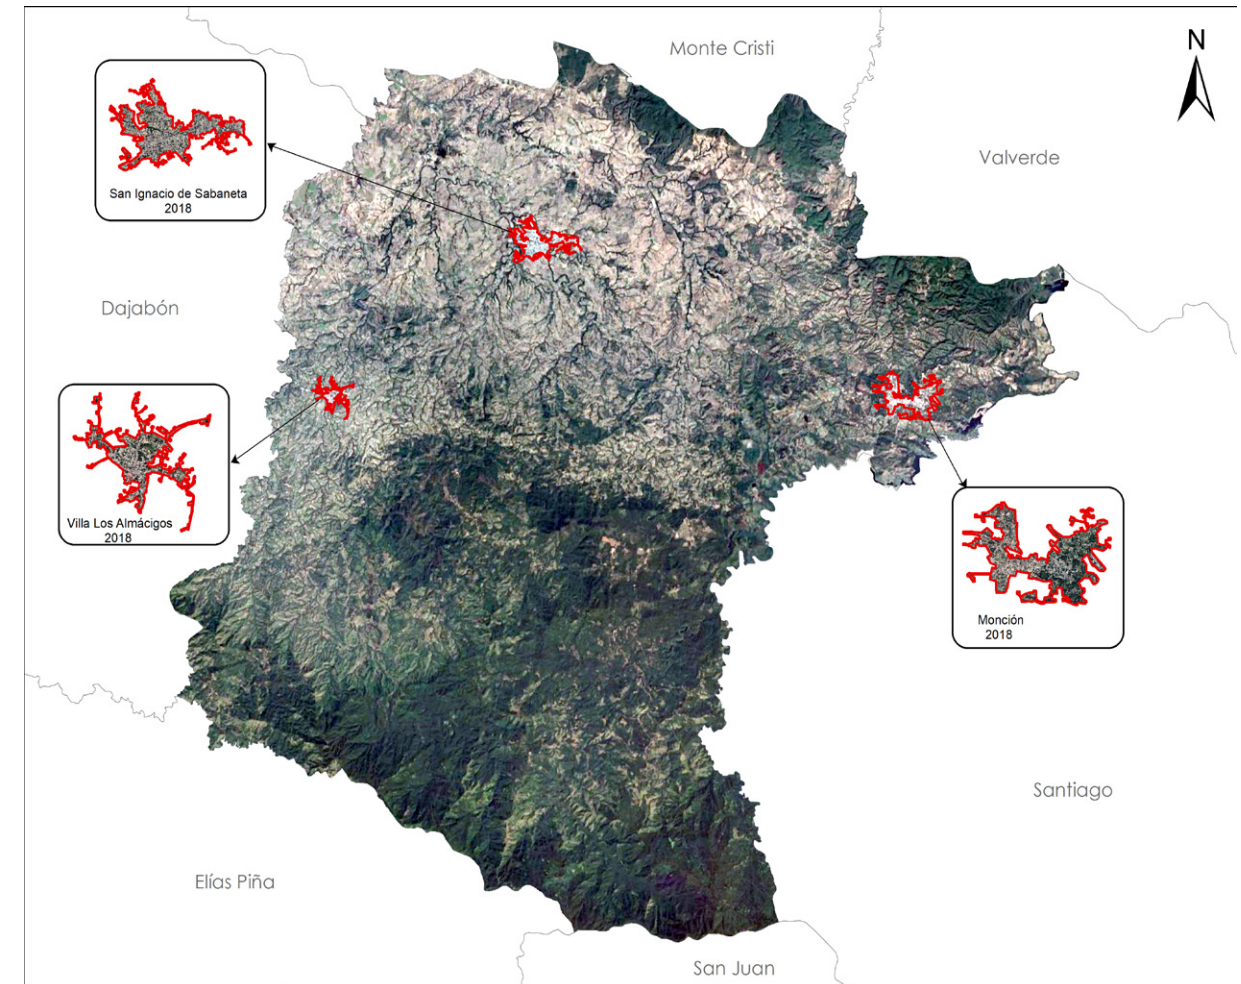 Monte Cristi
N
Valverde
San Ignacio de Sabaneta
2018
Dajabón
Villa Los Almácigos
2018
Monción
2018
Santiago
Elías Piña
San Juan